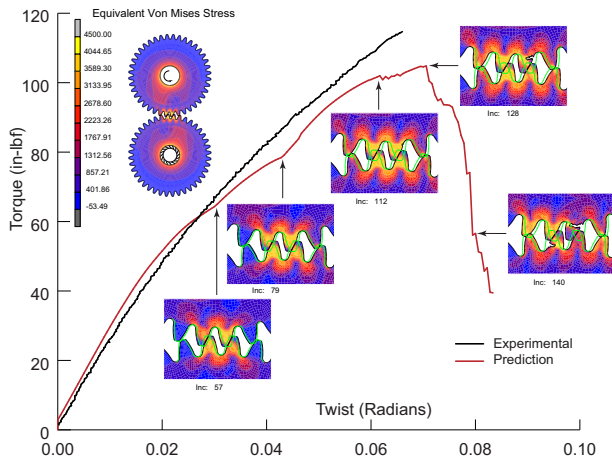 Equivalent Von Mises Stress
4500.00
4044.65
3589.30
3133.95
2678.60
2223.26
1767.91
1312.56
857.21
401.86
-53.49
Torque (in-lbf)
120
100
80
60
40
20
0
Inc: 128
Inc: 112
Inc: 79
Inc: 140
Inc: 57
Experimental
Prediction
Twist (Radians)
0.00
0.02
0.04
0.06
0.08
0.10